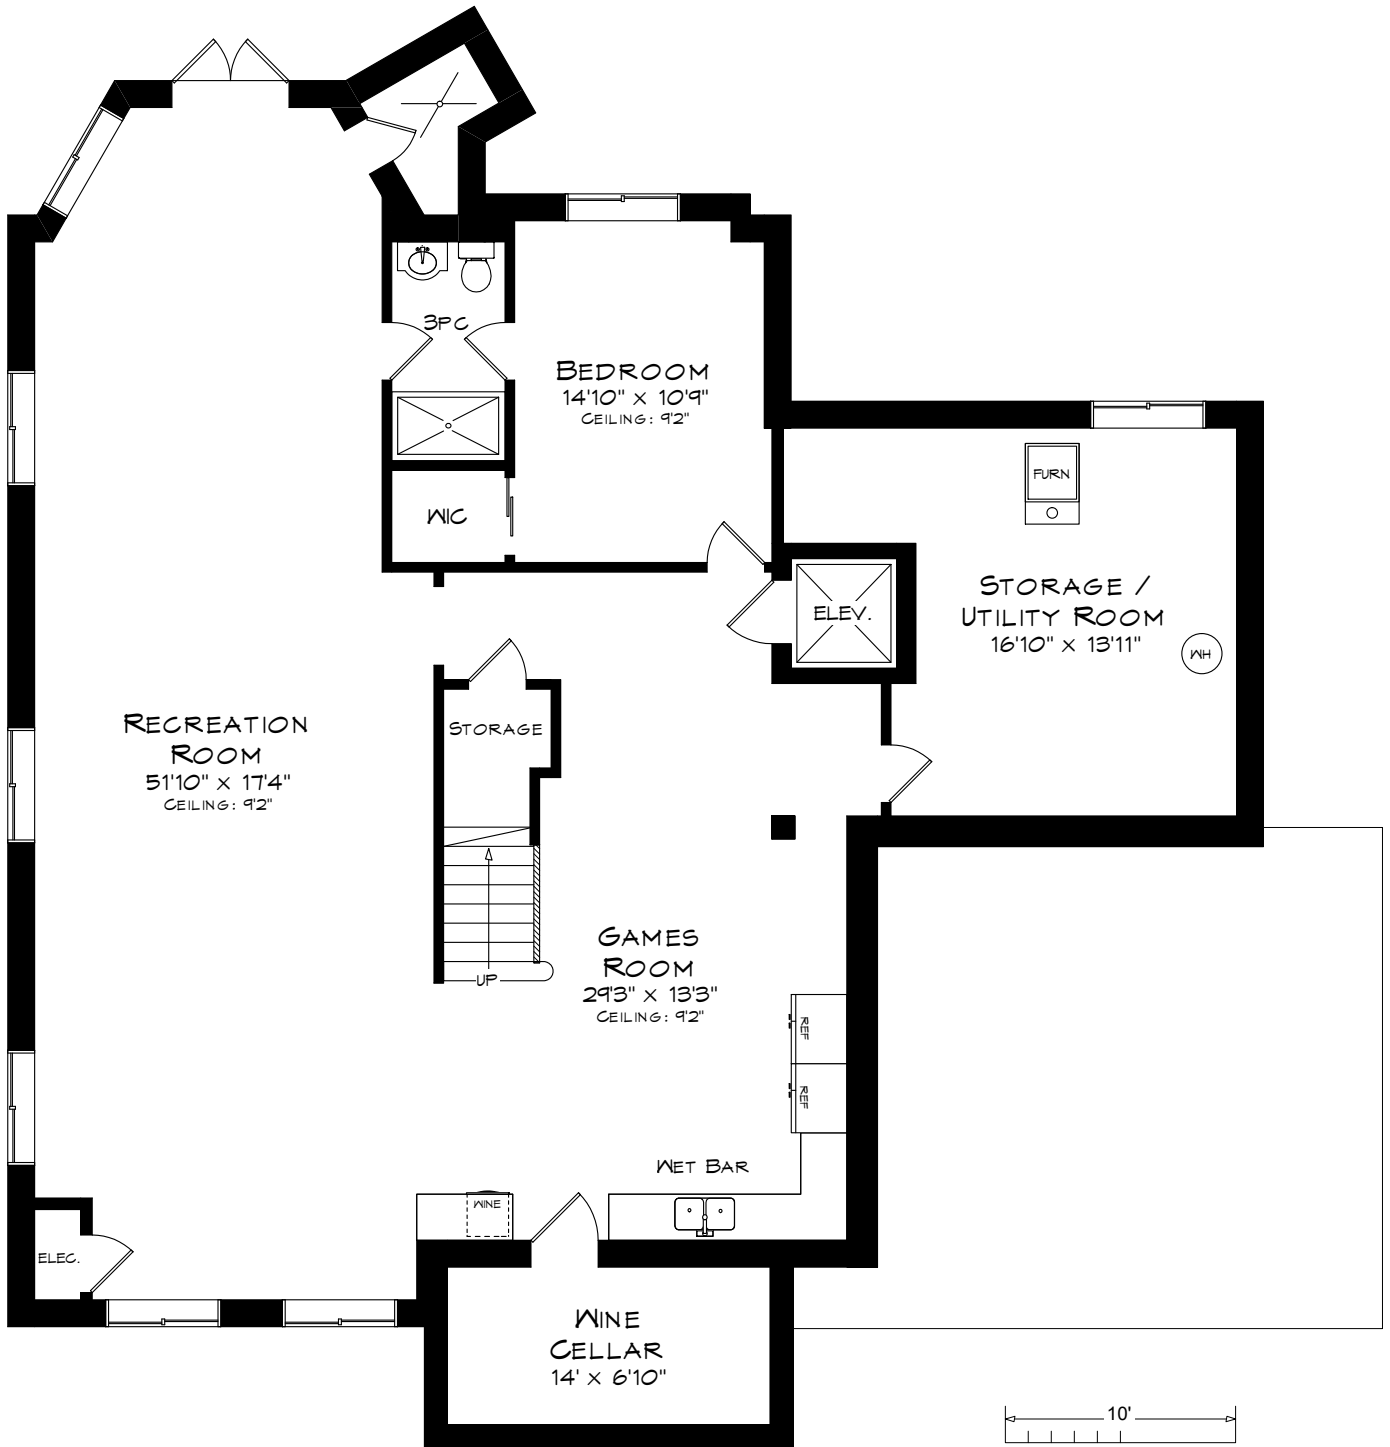 3PC
BEDROOM
14'10" X 10'9"
CEILING: 9'2"
FURN
WIC
STORAGE /
UTILITY ROOM
16'10" X 13'11"
ELEV.
WH
RECREATION
ROOM
51'10" X 17'4"
CEILING: 9'2"
STORAGE
GAMES
ROOM
29'3" X 13'3"
CEILING: 9'2"
UP
REF
REF
WET BAR
WINE
ELEC.
WINE
CELLAR
14' X 6'10"
10'